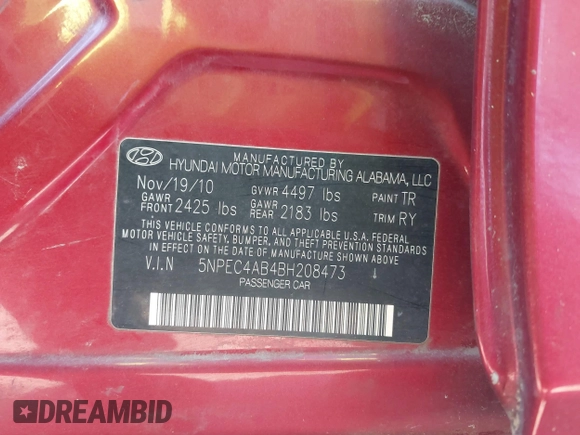 MANUFACTURED BY
HYUNDAI MOTOR MANUFACTURING ALABAMA, LLC
Nov/19/10 GVWR 4497 lbs PAINT TR
GAWR FRONT 2425 lbs GAWR REAR 2183 lbs TRIM RY
THIS VEHICLE CONFORMS TO ALL APPLICABLE U.S.A. FEDERAL
MOTOR VEHICLE SAFETY, BUMPER, AND THEFT PREVENTION STANDARDS
IN EFFECT ON THE DATE OF MANUFACTURE SHOWN ABOVE.
V.I.N 5NPEC4AB4BH208473
PASSENGER CAR
DREAMBID